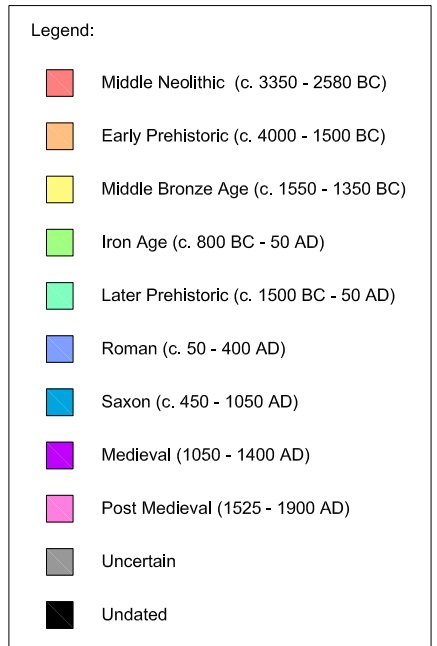 Legend:
Middle Neolithic (c. 3350 - 2580 BC)
Early Prehistoric (c. 4000 - 1500 BC)
Middle Bronze Age (c. 1550 - 1350 BC)
Iron Age (c. 800 BC - 50 AD)
Later Prehistoric (c. 1500 BC - 50 AD)
Roman (c. 50 - 400 AD)
Saxon (c. 450 - 1050 AD)
Medieval (1050 - 1400 AD)
Post Medieval (1525 - 1900 AD)
Uncertain
Undated